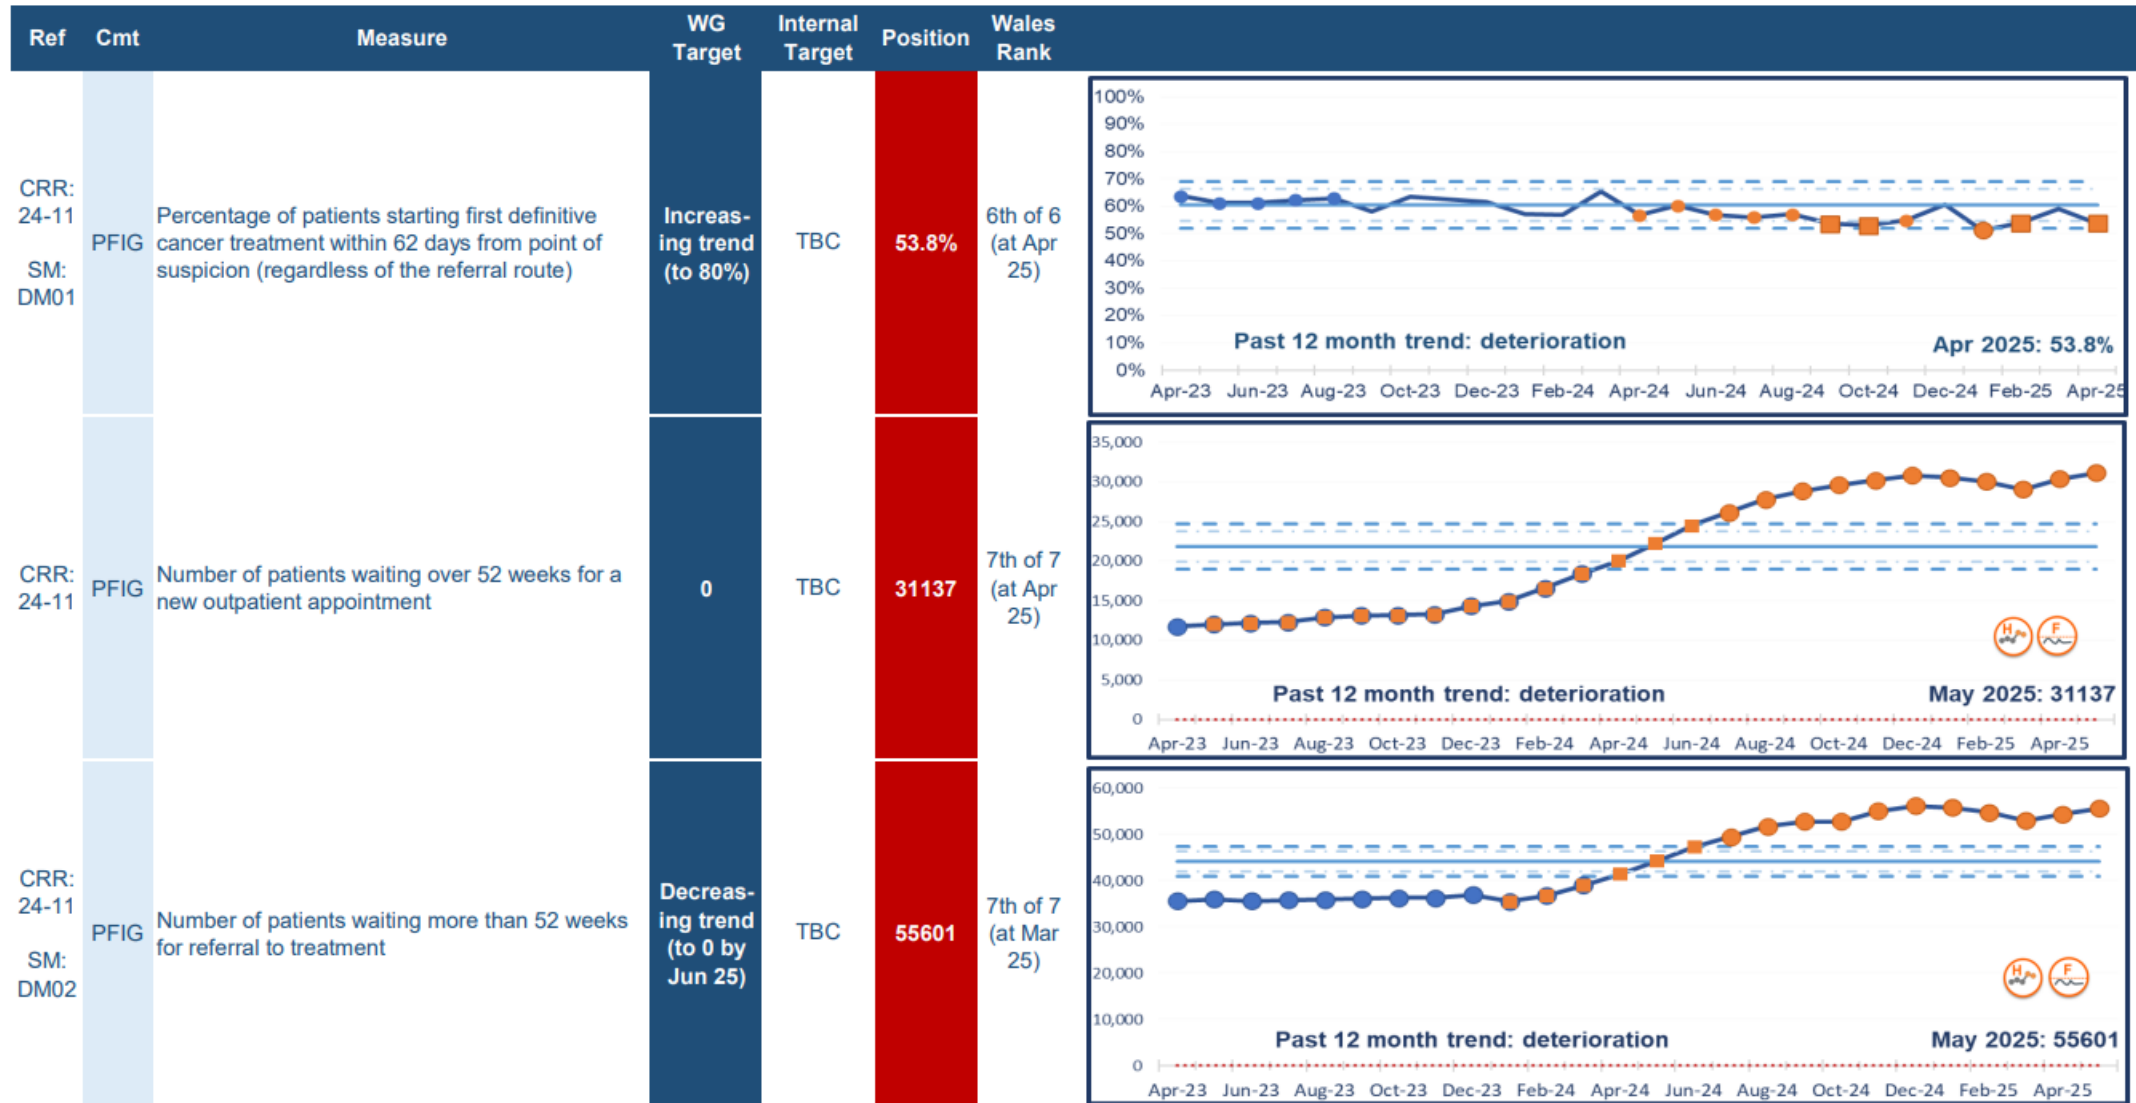 Ref
Cmt
Measure
WG
Target
Internal
Target
Position
Wales
Rank
CRR:
24-11
SM:
DM01
PFIG
Percentage of patients starting first definitive
cancer treatment within 62 days from point of
suspicion (regardless of the referral route)
Increas-
ing trend
(to 80%)
TBC
53.8%
6th of 6
(at Apr
25)
100%
90%
80%
70%
60%
50%
40%
30%
20%
10%
0%
Past 12 month trend: deterioration
Apr 2025: 53.8%
Apr-23 Jun-23 Aug-23 Oct-23 Dec-23 Feb-24 Apr-24 Jun-24 Aug-24 Oct-24 Dec-24 Feb-25 Apr-25
CRR:
24-11
PFIG
Number of patients waiting over 52 weeks for a
new outpatient appointment
0
TBC
31137
7th of 7
(at Apr
25)
35,000
30,000
25,000
20,000
15,000
10,000
5,000
0
H F
Past 12 month trend: deterioration
May 2025: 31137
Apr-23 Jun-23 Aug-23 Oct-23 Dec-23 Feb-24 Apr-24 Jun-24 Aug-24 Oct-24 Dec-24 Feb-25 Apr-25
CRR:
24-11
SM:
DM02
PFIG
Number of patients waiting more than 52 weeks
for referral to treatment
Decreas-
ing trend
(to 0 by
Jun 25)
TBC
55601
7th of 7
(at Mar
25)
60,000
50,000
40,000
30,000
20,000
10,000
0
H F
Past 12 month trend: deterioration
May 2025: 55601
Apr-23 Jun-23 Aug-23 Oct-23 Dec-23 Feb-24 Apr-24 Jun-24 Aug-24 Oct-24 Dec-24 Feb-25 Apr-25